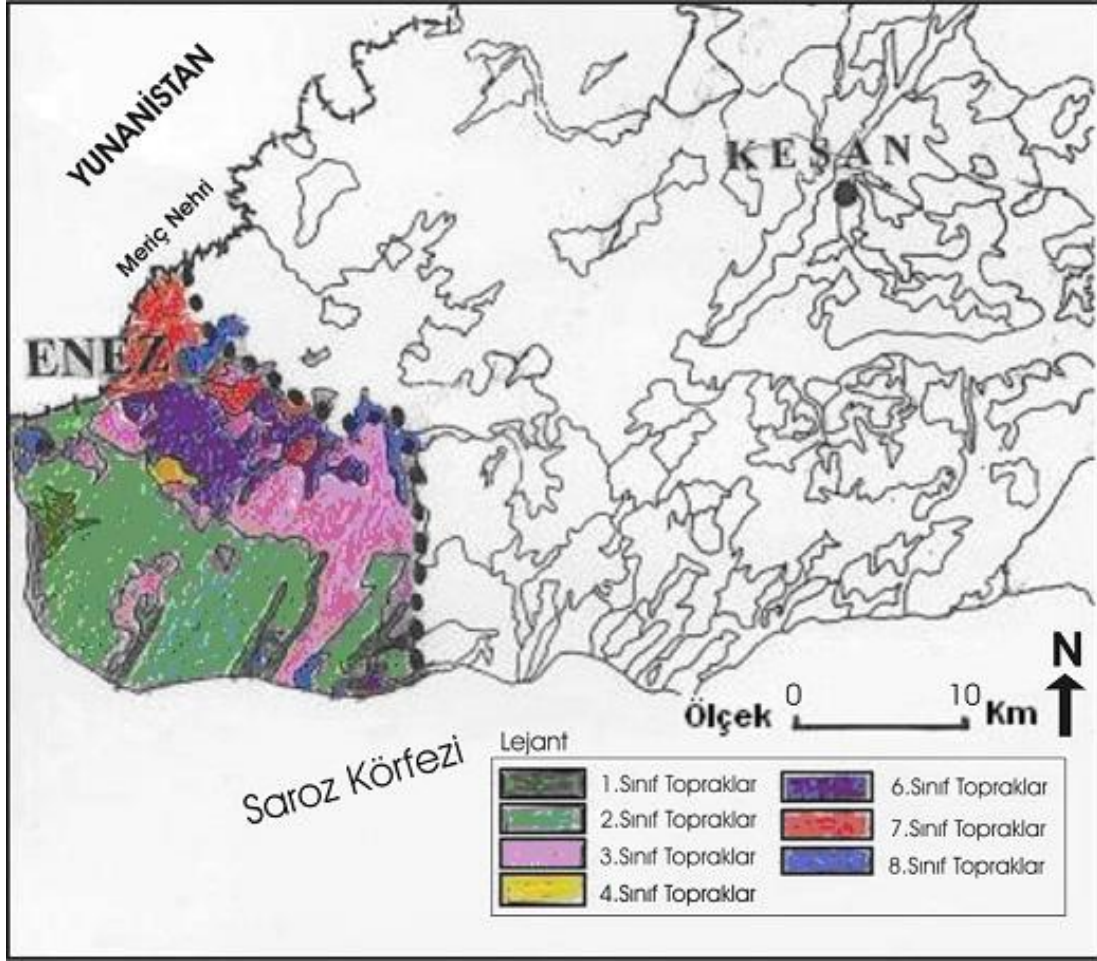 YUNANİSTAN
Meriç Nehri
KEŞAN
ENEZ
N
0 10
Ölçek Km
Saroz Körfezi
Lejant
1.Sınıf Topraklar
2.Sınıf Topraklar
3.Sınıf Topraklar
4.Sınıf Topraklar
6.Sınıf Topraklar
7.Sınıf Topraklar
8.Sınıf Topraklar